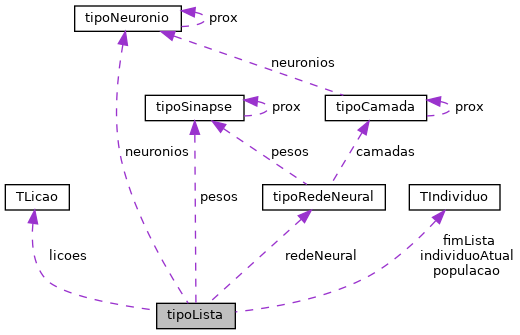 tipoNeuronio
prox
neuronios
tipoSinapse
prox
tipoCamada
prox
neuronios
pesos
camadas
TLicao
pesos
tipoRedeNeural
TIndividuo
licoes
redeNeural
fimLista
individuoAtual
populacao
tipoLista